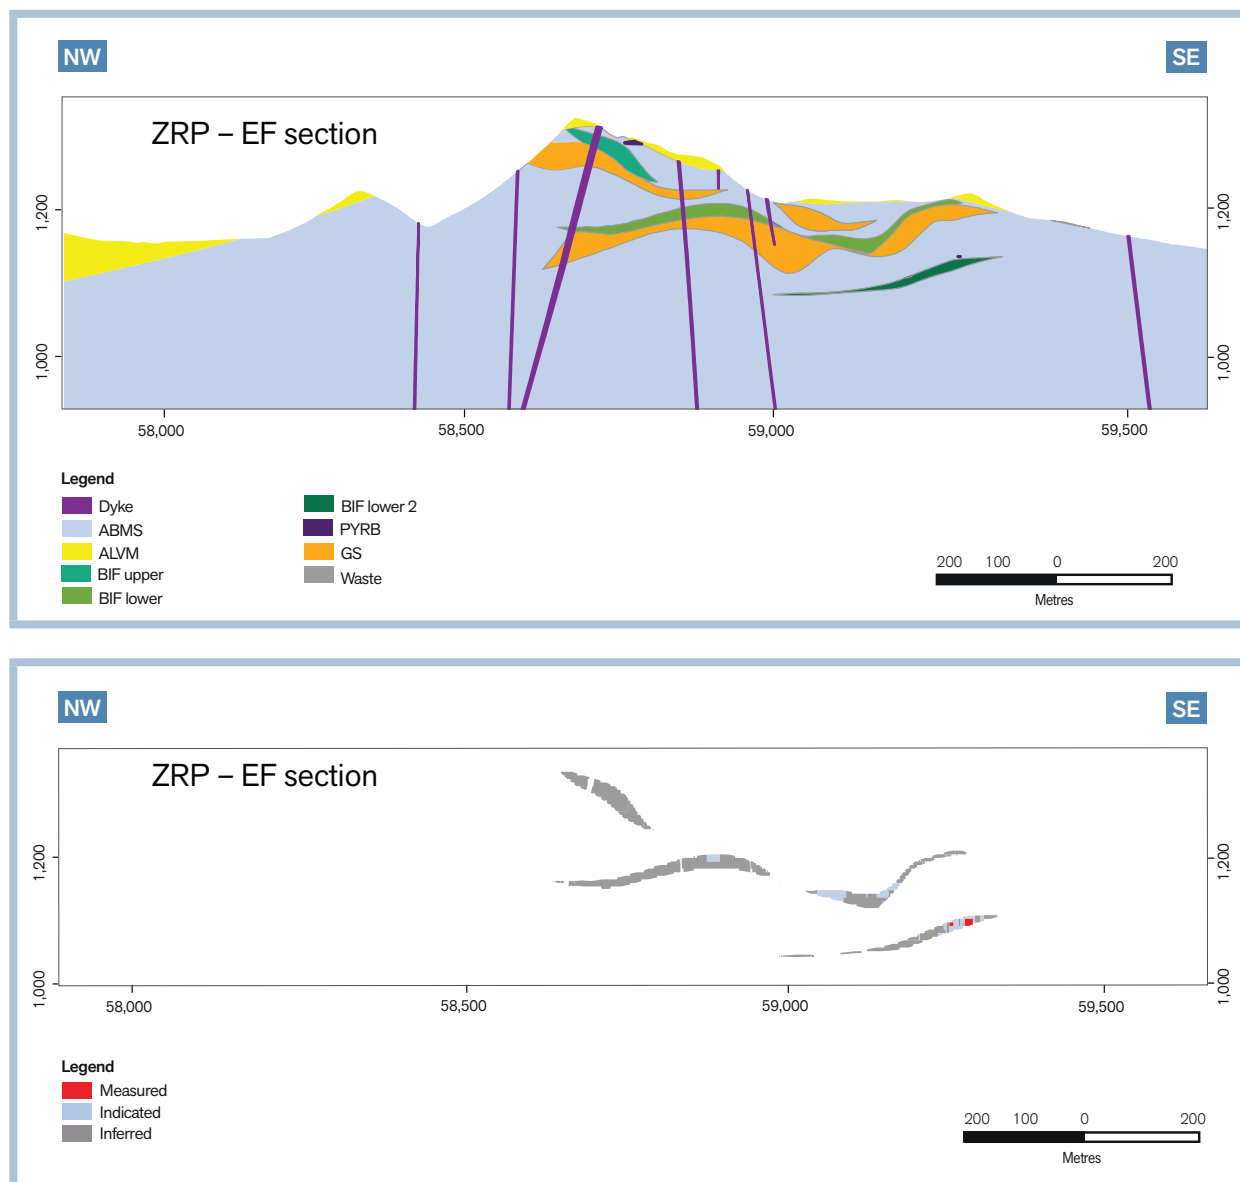 NW
SE
ZRP – EF section
1,200
1,200
1,000
1,000
58,000
58,500
59,000
59,500
Legend
Dyke
ABMS
ALVM
BIF upper
BIF lower
BIF lower 2
PYRB
GS
Waste
200 100 0 200
Metres
NW
SE
ZRP – EF section
1,200
1,200
1,000
1,000
58,000
58,500
59,000
59,500
Legend
Measured
Indicated
Inferred
200 100 0 200
Metres